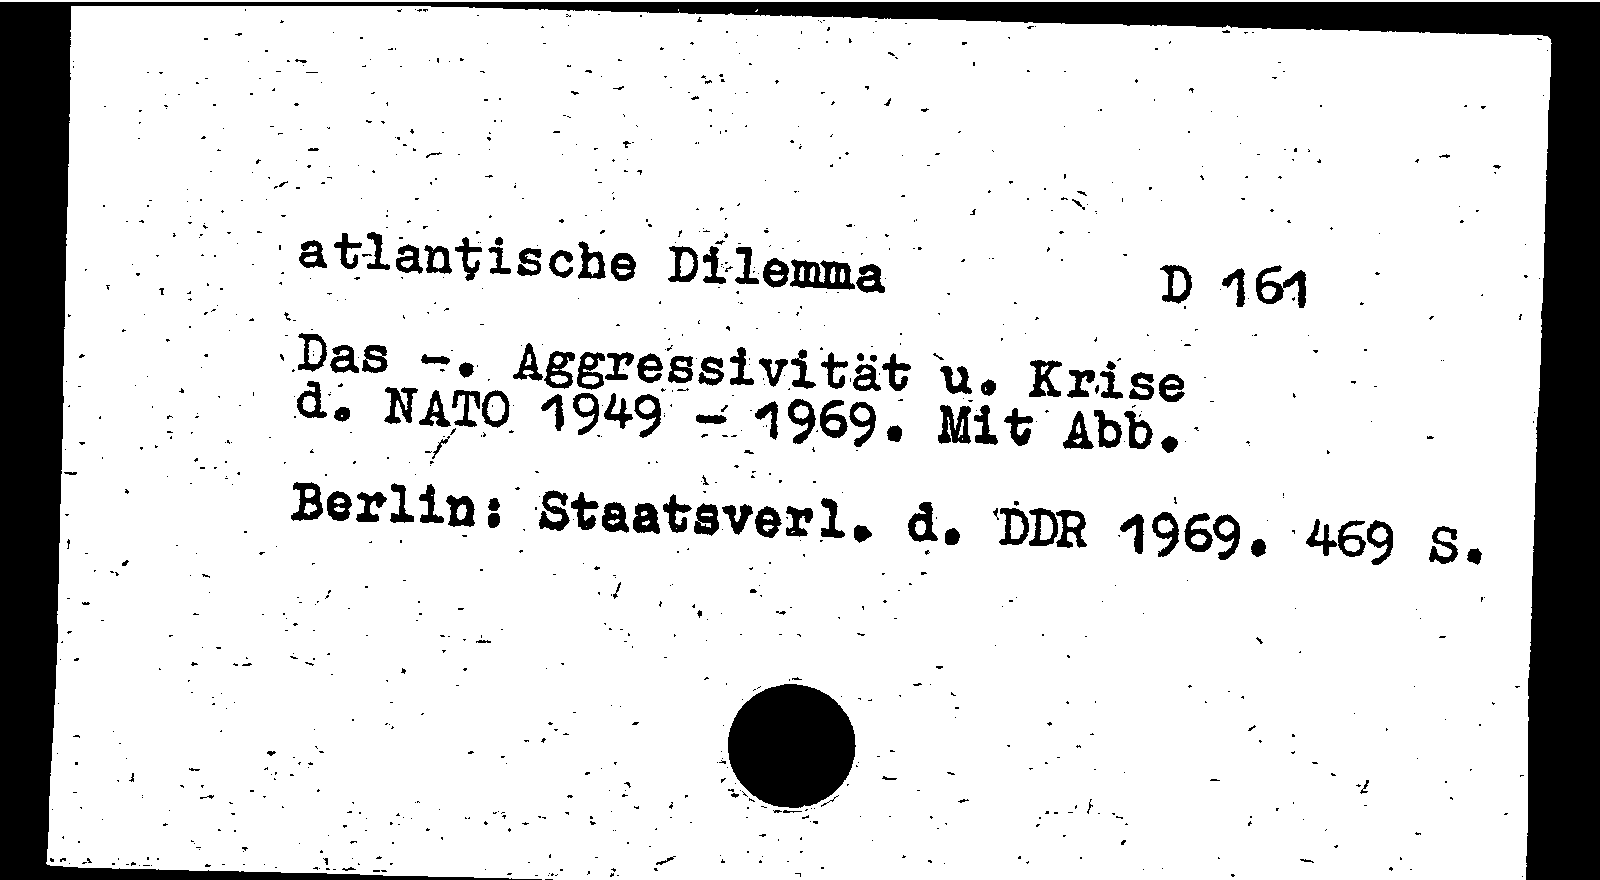 atlantische Dilemma D 161
Das -. Aggressivität u. Krise
d. NATO 1949 - 1969. Mit Abb.
Berlin: Staatsverl. d. DDR 1969. 469 S.